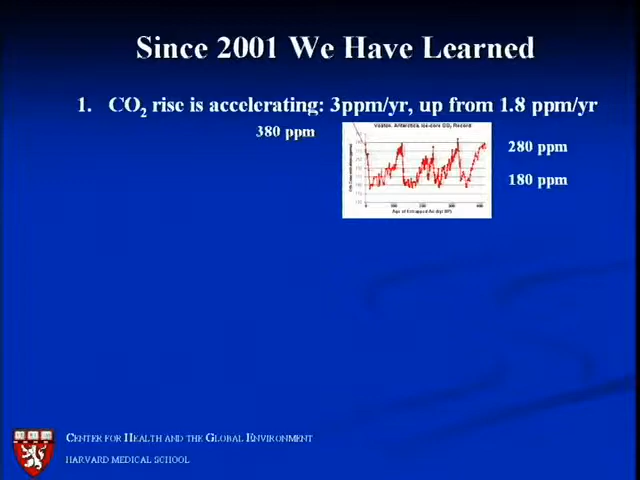 Since 2001 We Have Learned
1. CO2 rise is accelerating: 3ppm/yr, up from 1.8 ppm/yr
380 ppm
Vostok, Antarctica, Ice-core CO2 Record
280 ppm
180 ppm
Age of Entrapped Air (kyr BP)
CENTER FOR HEALTH AND THE GLOBAL ENVIRONMENT
HARVARD MEDICAL SCHOOL